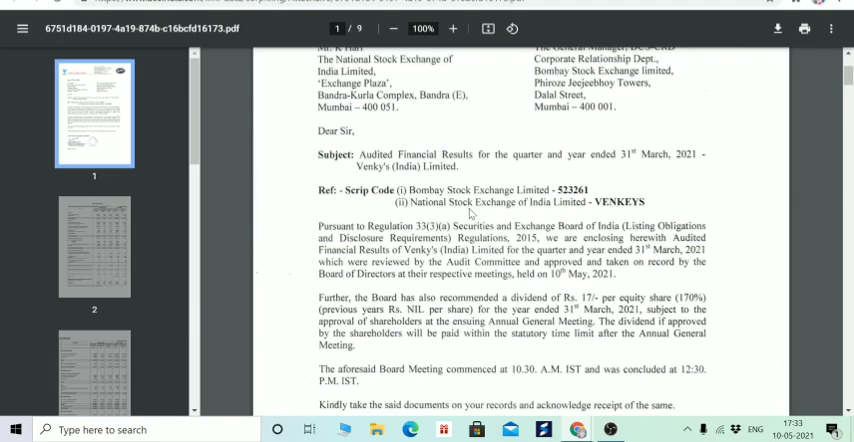 6751d184-0197-4a19-874b-c16bcfd16173.pdf
1 / 9
100%
The National Stock Exchange of
India Limited,
'Exchange Plaza',
Bandra-Kurla Complex, Bandra (E),
Mumbai – 400 051.
Corporate Relationship Dept.,
Bombay Stock Exchange limited,
Phiroze Jeejeebhoy Towers,
Dalal Street,
Mumbai – 400 001.
Dear Sir,
Subject: Audited Financial Results for the quarter and year ended 31st March, 2021 -
Venky's (India) Limited.
Ref: - Scrip Code (i) Bombay Stock Exchange Limited - 523261
(ii) National Stock Exchange of India Limited - VENKEYS
Pursuant to Regulation 33(3)(a) Securities and Exchange Board of India (Listing Obligations
and Disclosure Requirements) Regulations, 2015, we are enclosing herewith Audited
Financial Results of Venky's (India) Limited for the quarter and year ended 31st March, 2021
which were reviewed by the Audit Committee and approved and taken on record by the
Board of Directors at their respective meetings, held on 10th May, 2021.
Further, the Board has also recommended a dividend of Rs. 17/- per equity share (170%)
(previous years Rs. NIL per share) for the year ended 31st March, 2021, subject to the
approval of shareholders at the ensuing Annual General Meeting. The dividend if approved
by the shareholders will be paid within the statutory time limit after the Annual General
Meeting.
The aforesaid Board Meeting commenced at 10.30. A.M. IST and was concluded at 12:30.
P.M. IST.
Kindly take the said documents on your records and acknowledge receipt of the same.
1
2
Type here to search
ENG
17:33
10-05-2021